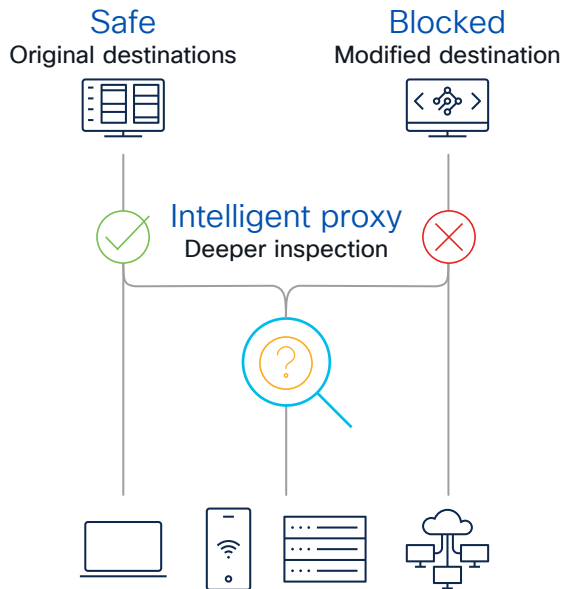 Safe
Original destinations
Blocked
Modified destination
Intelligent proxy
Deeper inspection
?